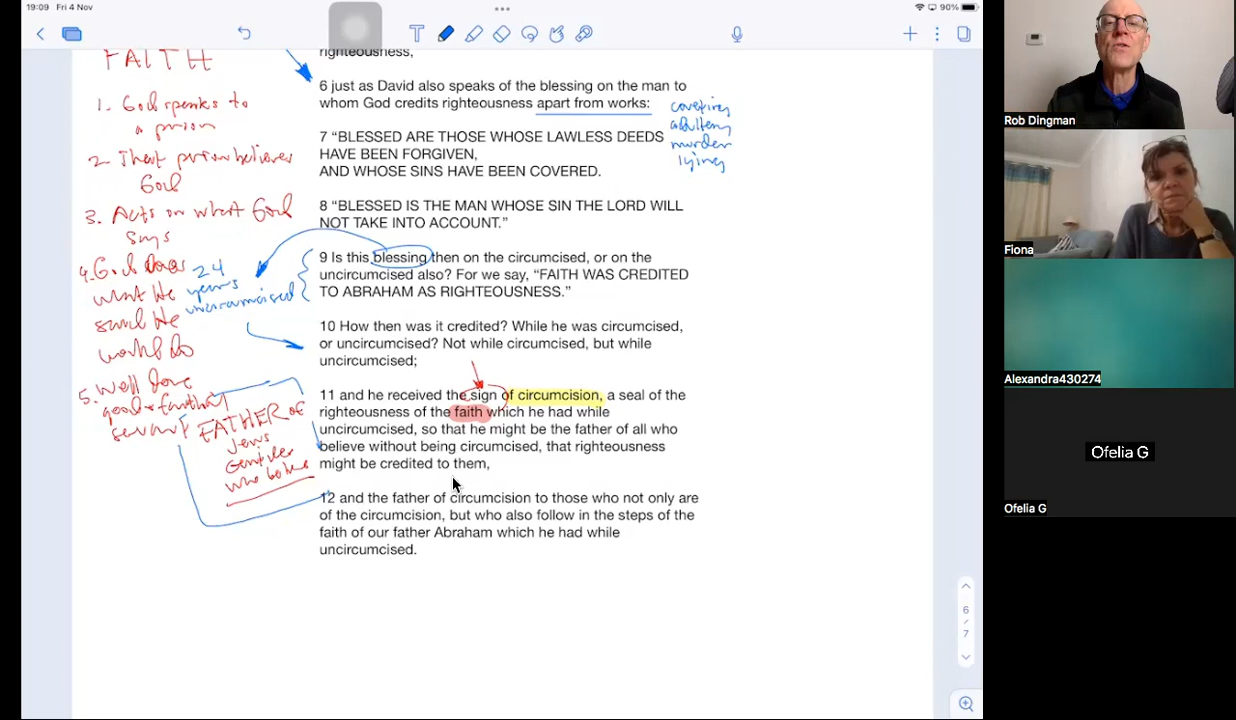 19:09 Fri 4 Nov
90%
righteousness,
FAITH
1. God speaks to
a person
2. That person believes
God
3. Acts on what God
says
4. God does
what He
said He
would do
5. Well done
good & faithful
servant
6 just as David also speaks of the blessing on the man to
whom God credits righteousness apart from works:
coveting
adultery
murder
lying
7 “BLESSED ARE THOSE WHOSE LAWLESS DEEDS
HAVE BEEN FORGIVEN,
AND WHOSE SINS HAVE BEEN COVERED.
8 “BLESSED IS THE MAN WHOSE SIN THE LORD WILL
NOT TAKE INTO ACCOUNT.”
9 Is this blessing then on the circumcised, or on the
uncircumcised also? For we say, “FAITH WAS CREDITED
TO ABRAHAM AS RIGHTEOUSNESS.”
24
years
uncircumcised
10 How then was it credited? While he was circumcised,
or uncircumcised? Not while circumcised, but while
uncircumcised;
11 and he received the sign of circumcision, a seal of the
righteousness of the faith which he had while
uncircumcised, so that he might be the father of all who
believe without being circumcised, that righteousness
might be credited to them,
FATHER OF
Jews
Gentiles
who
12 and the father of circumcision to those who not only are
of the circumcision, but who also follow in the steps of the
faith of our father Abraham which he had while
uncircumcised.
6
/
7
Rob Dingman
Fiona
Alexandra430274
Ofelia G
Ofelia G